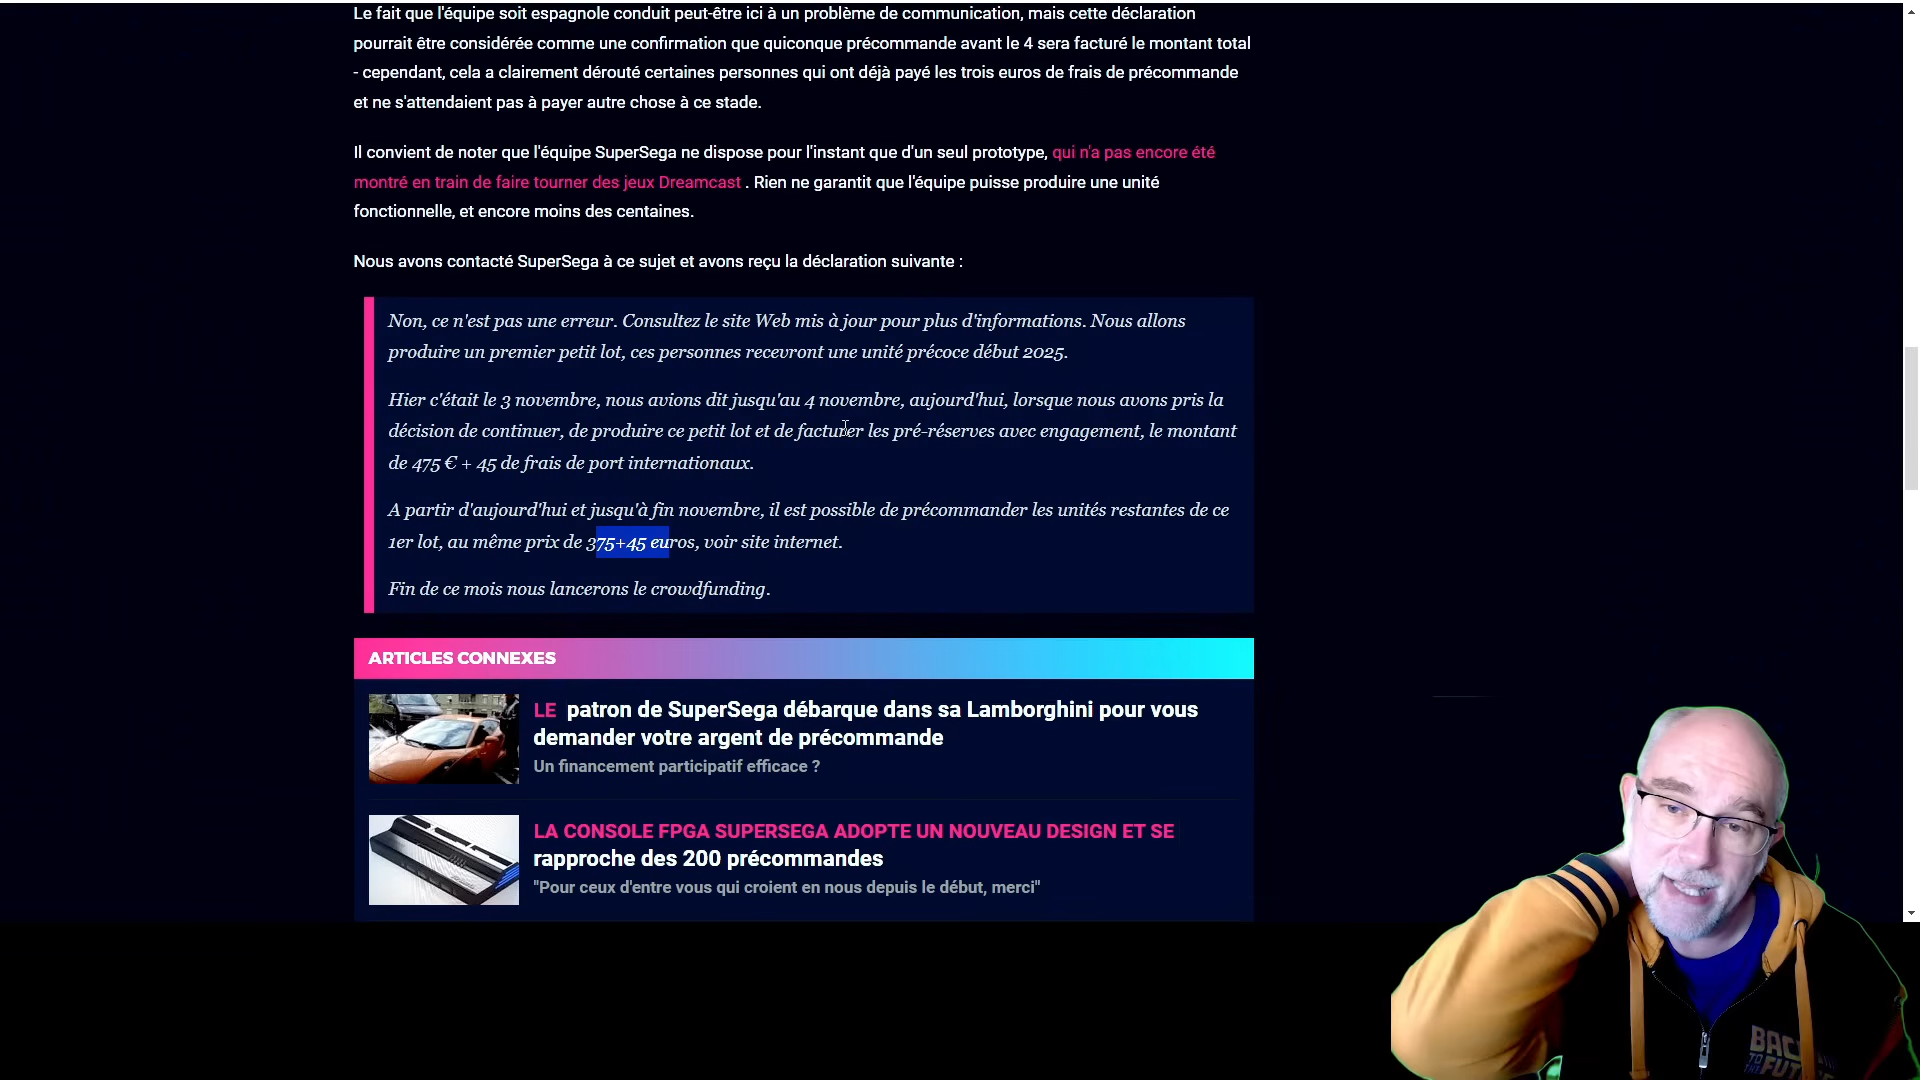 Le fait que l'équipe soit espagnole conduit peut-être ici à un problème de communication, mais cette déclaration
pourrait être considérée comme une confirmation que quiconque précommande avant le 4 sera facturé le montant total
- cependant, cela a clairement dérouté certaines personnes qui ont déjà payé les trois euros de frais de précommande
et ne s'attendaient pas à payer autre chose à ce stade.
Il convient de noter que l'équipe SuperSega ne dispose pour l'instant que d'un seul prototype, qui n'a pas encore été
montré en train de faire tourner des jeux Dreamcast . Rien ne garantit que l'équipe puisse produire une unité
fonctionnelle, et encore moins des centaines.
Nous avons contacté SuperSega à ce sujet et avons reçu la déclaration suivante :
Non, ce n'est pas une erreur. Consultez le site Web mis à jour pour plus d'informations. Nous allons
produire un premier petit lot, ces personnes recevront une unité précoce début 2025.
Hier c'était le 3 novembre, nous avions dit jusqu'au 4 novembre, aujourd'hui, lorsque nous avons pris la
décision de continuer, de produire ce petit lot et de facturer les pré-réserves avec engagement, le montant
de 475 € + 45 de frais de port internationaux.
A partir d'aujourd'hui et jusqu'à fin novembre, il est possible de précommander les unités restantes de ce
1er lot, au même prix de 375+45 euros, voir site internet.
Fin de ce mois nous lancerons le crowdfunding.
ARTICLES CONNEXES
LE patron de SuperSega débarque dans sa Lamborghini pour vous
demander votre argent de précommande
Un financement participatif efficace ?
LA CONSOLE FPGA SUPERSEGA ADOPTE UN NOUVEAU DESIGN ET SE
rapproche des 200 précommandes
"Pour ceux d'entre vous qui croient en nous depuis le début, merci"
BACK
TO THE
FUTURE